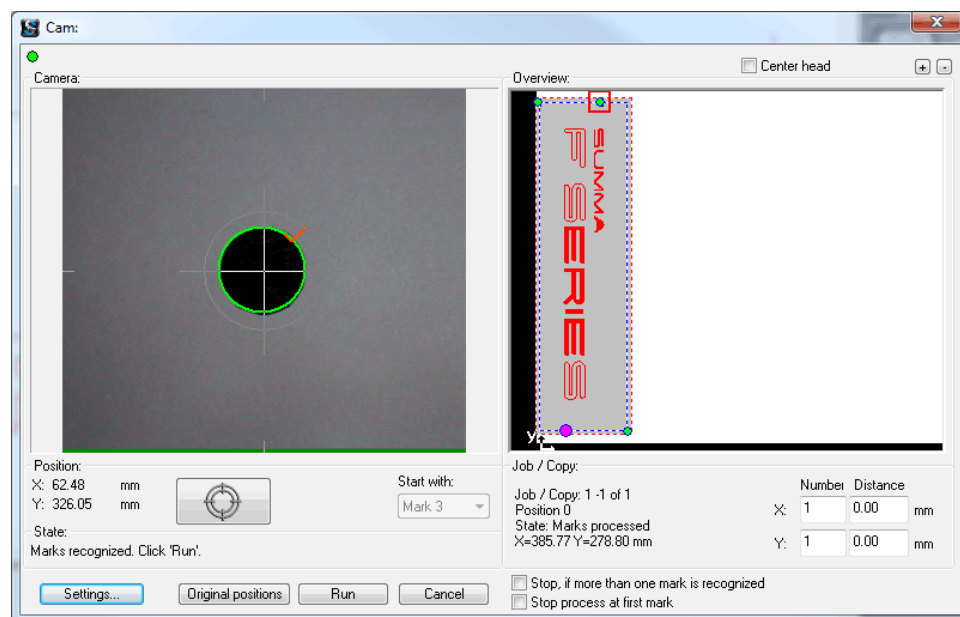 Cam:
Center head
+ -
Camera:
Overview:
SUMMA
F SERIES
Y
Position:
X: 62.48 mm
Y: 326.05 mm
Start with:
Mark 3
State:
Marks recognized. Click 'Run'.
Job / Copy:
Job / Copy: 1 -1 of 1
Position 0
State: Marks processed
X=385.77 Y=278.80 mm
Number Distance
X: 1 0.00 mm
Y: 1 0.00 mm
Settings...
Original positions
Run
Cancel
Stop, if more than one mark is recognized
Stop process at first mark